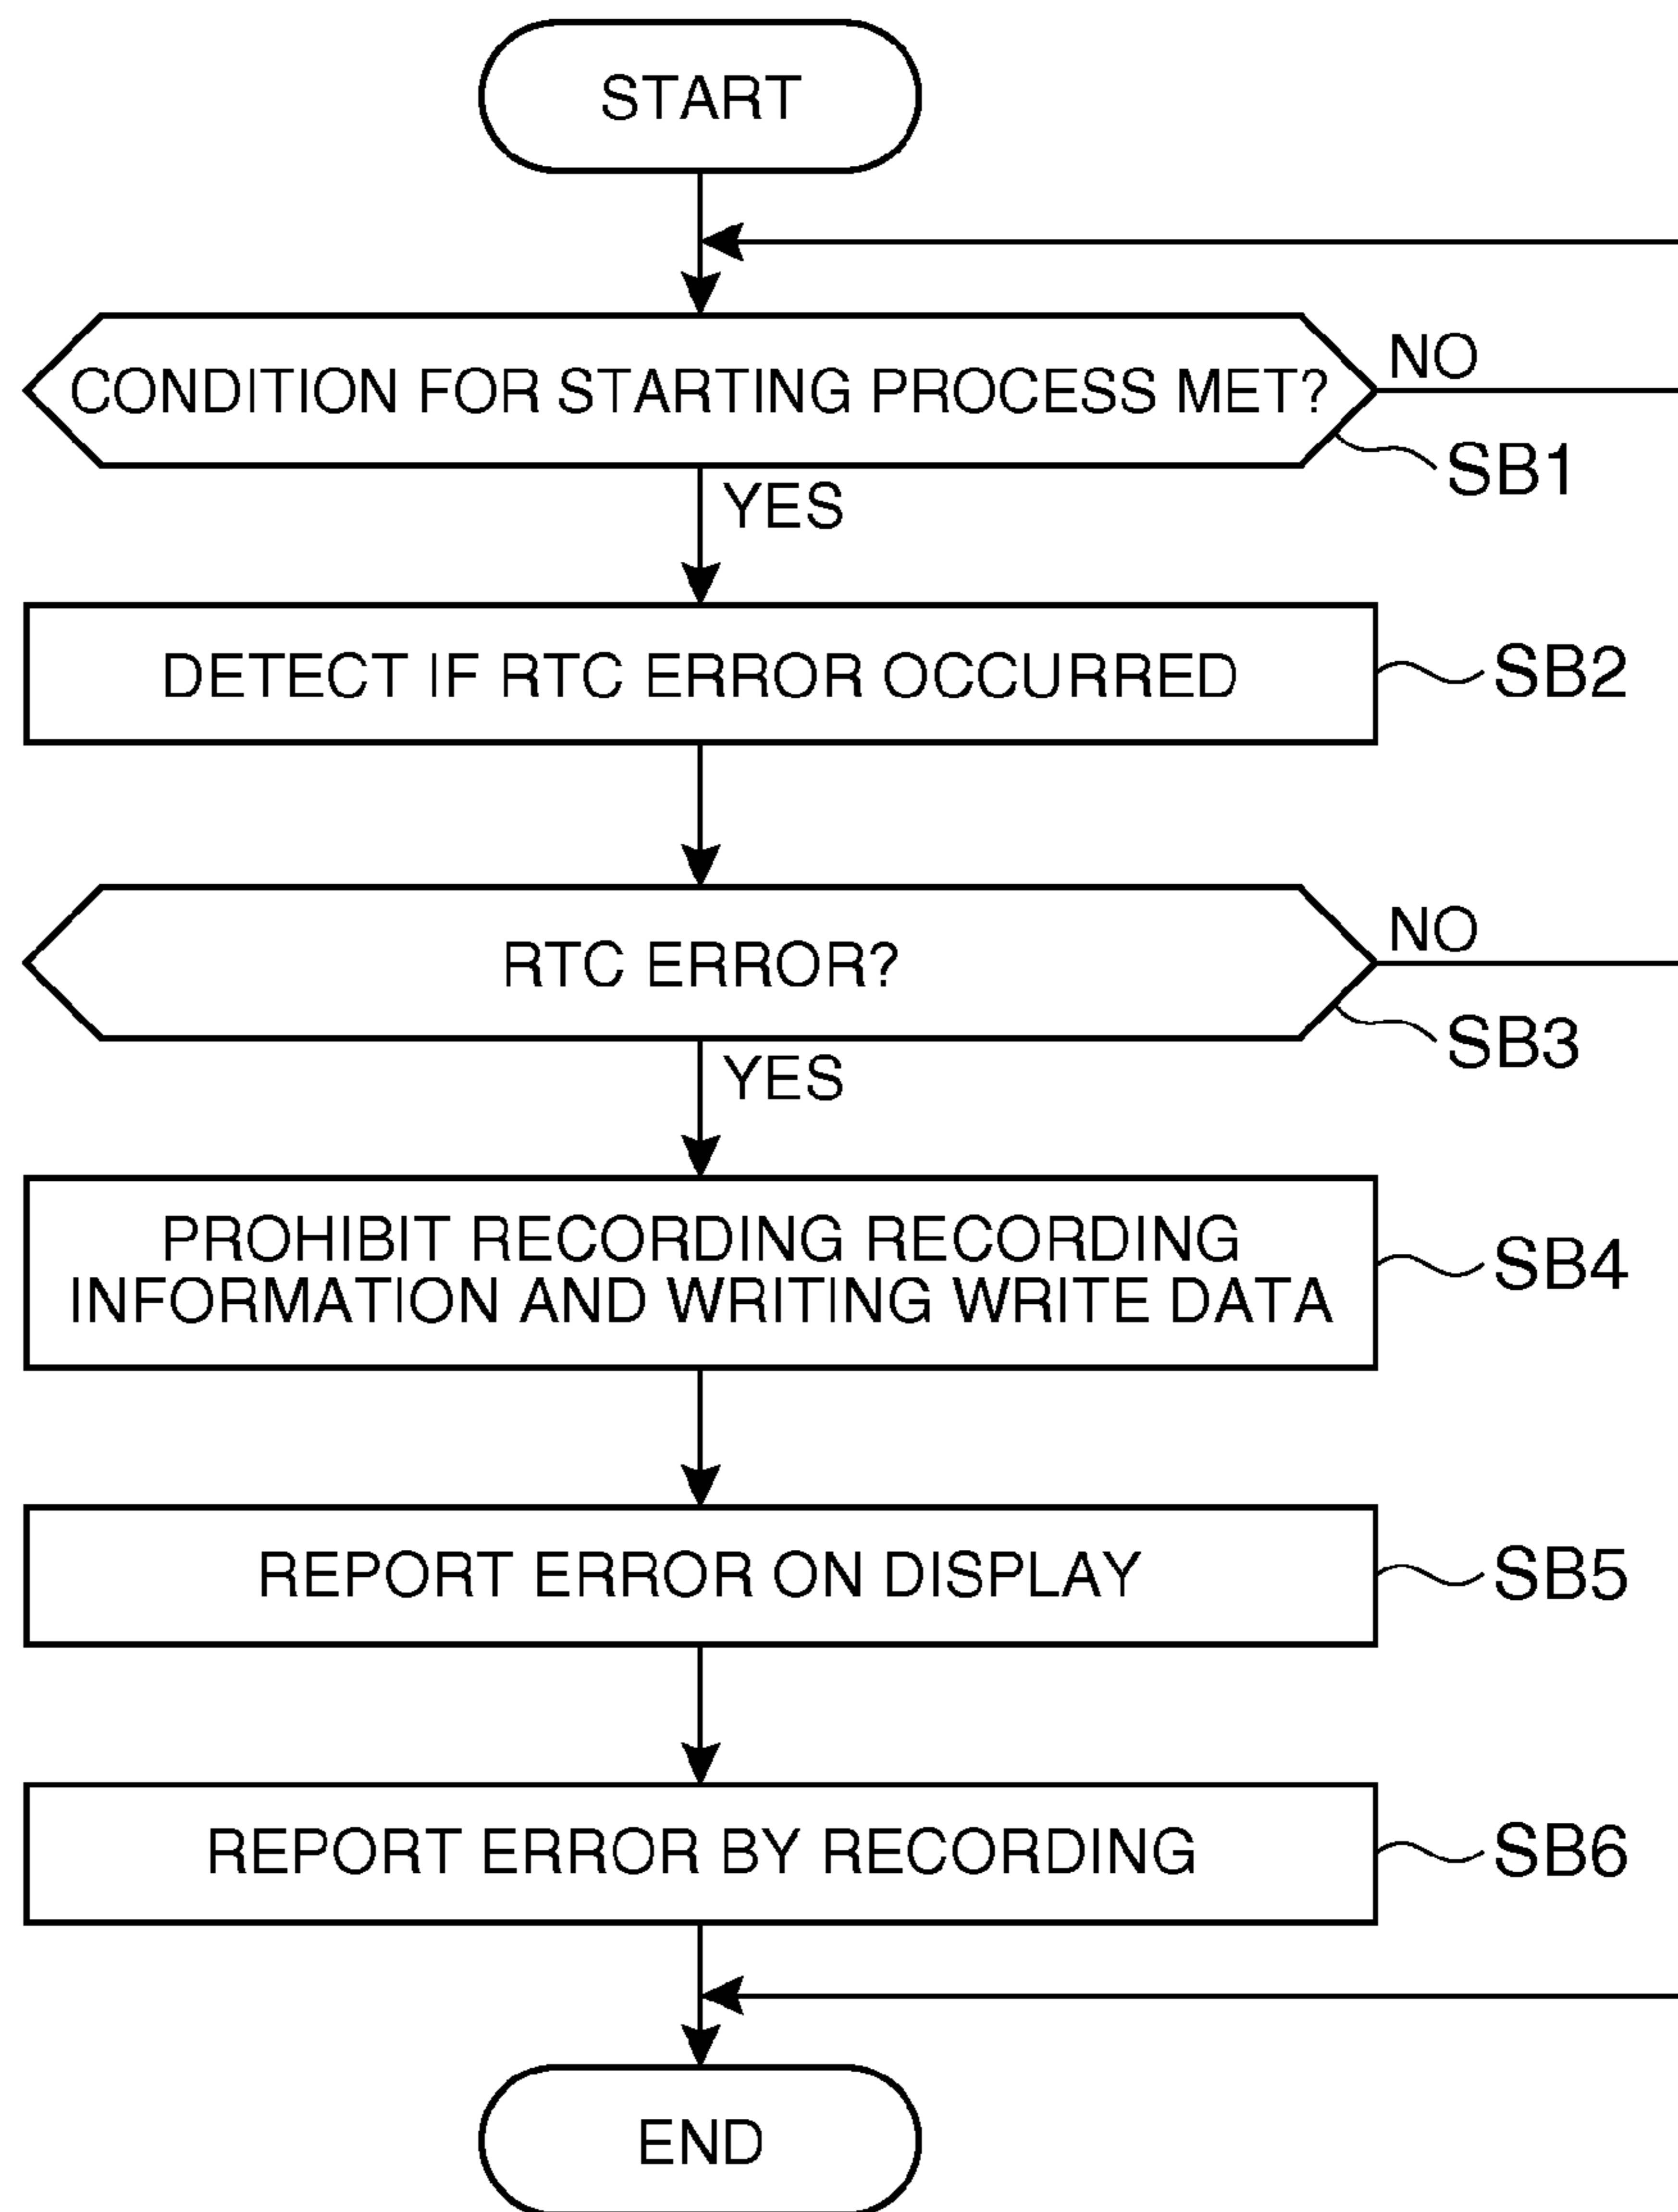 START
CONDITION FOR STARTING PROCESS MET?
NO
SB1
YES
DETECT IF RTC ERROR OCCURRED
SB2
RTC ERROR?
NO
SB3
YES
PROHIBIT RECORDING RECORDING
INFORMATION AND WRITING WRITE DATA
SB4
REPORT ERROR ON DISPLAY
SB5
REPORT ERROR BY RECORDING
SB6
END